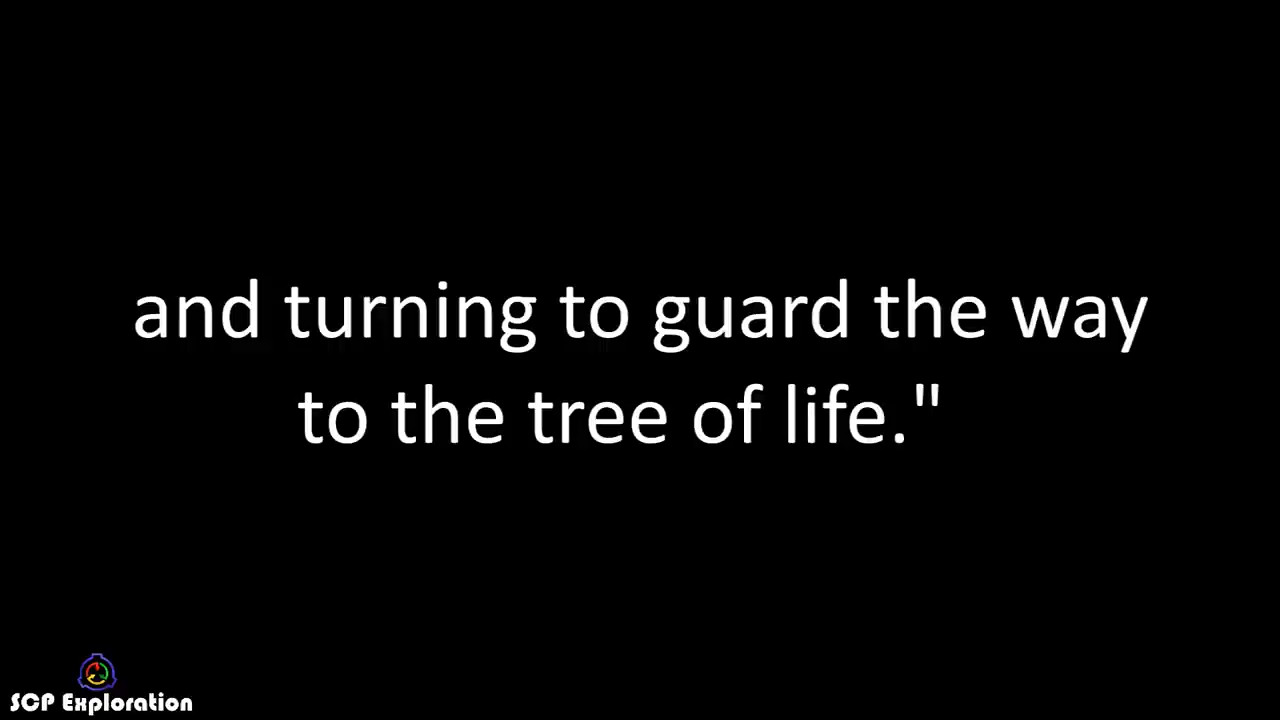 and turning to guard the way
to the tree of life."
SCP Exploration